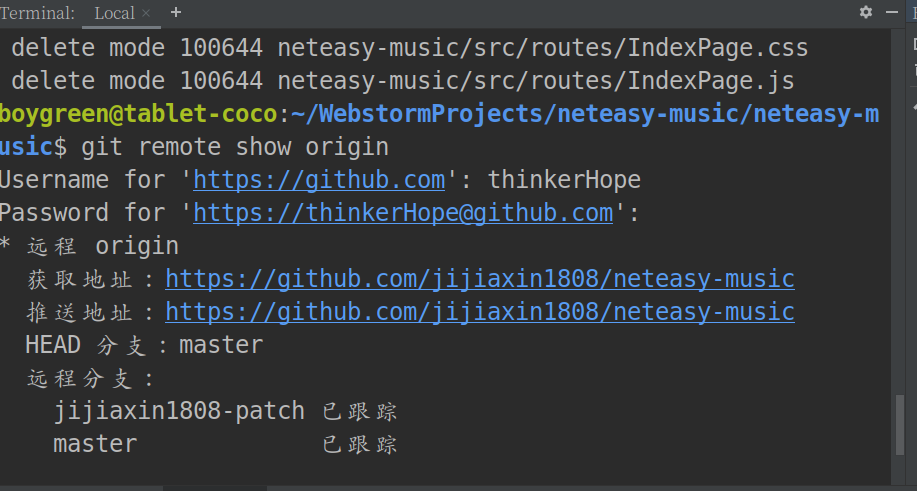 Terminal: Local × +
delete mode 100644 neteasy-music/src/routes/IndexPage.css
delete mode 100644 neteasy-music/src/routes/IndexPage.js
boygreen@tablet-coco:~/WebstormProjects/neteasy-music/neteasy-m
usic$ git remote show origin
Username for 'https://github.com': thinkerHope
Password for 'https://thinkerHope@github.com':
* 远程 origin
获取地址：https://github.com/jijiaxin1808/neteasy-music
推送地址：https://github.com/jijiaxin1808/neteasy-music
HEAD 分支：master
远程分支：
jijiaxin1808-patch 已跟踪
master 已跟踪